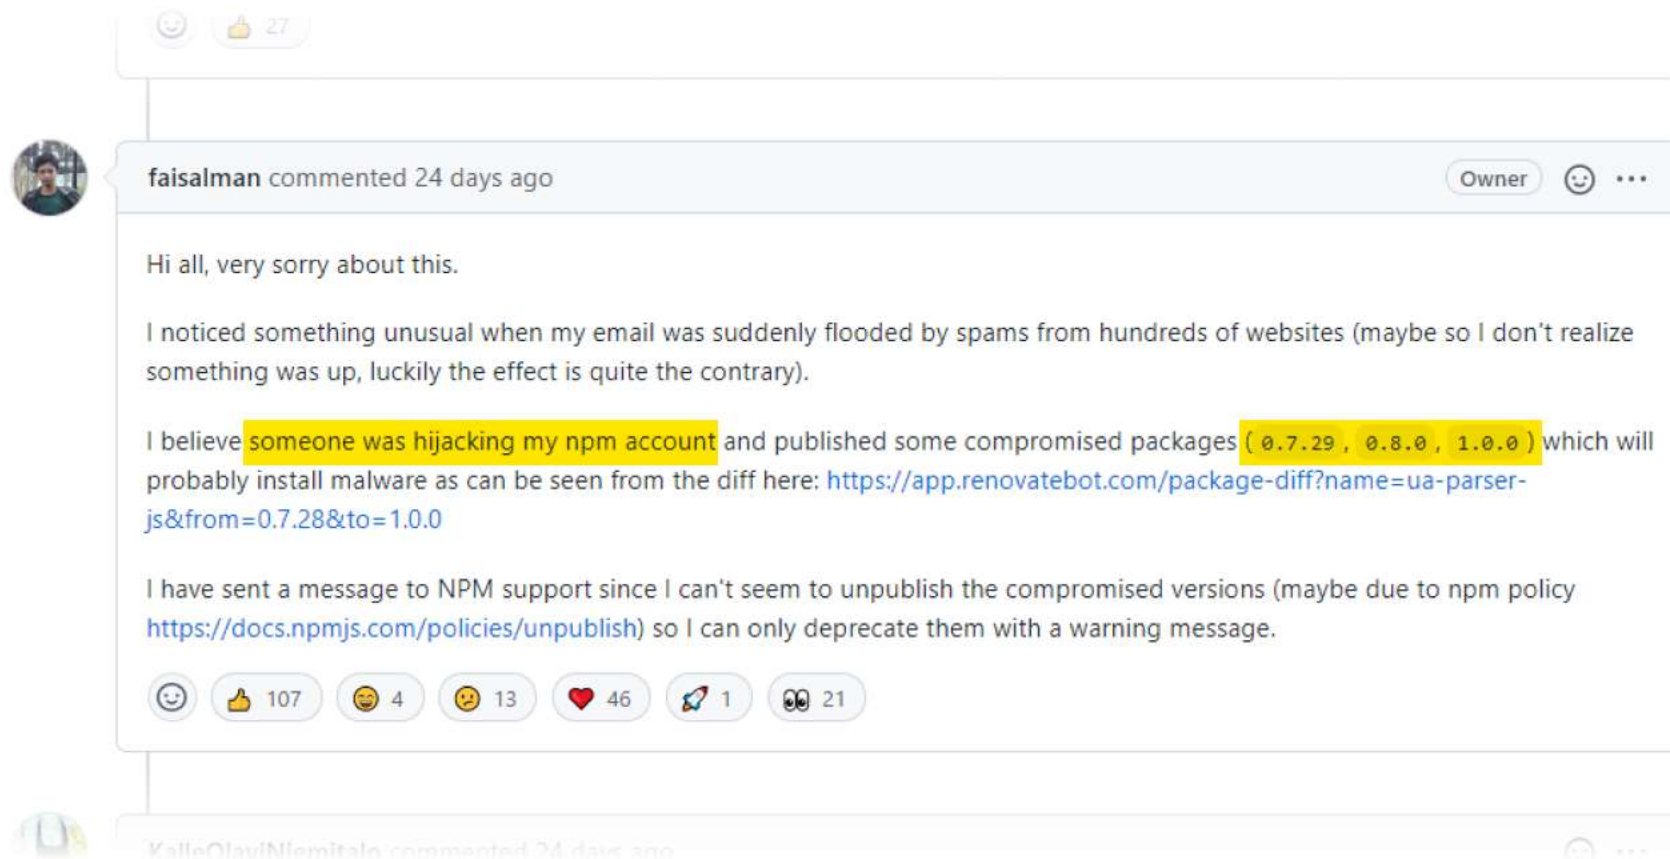 27
faisalman commented 24 days ago
Owner
Hi all, very sorry about this.
I noticed something unusual when my email was suddenly flooded by spams from hundreds of websites (maybe so I don't realize
something was up, luckily the effect is quite the contrary).
I believe someone was hijacking my npm account and published some compromised packages ( 0.7.29 , 0.8.0 , 1.0.0 ) which will
probably install malware as can be seen from the diff here: https://app.renovatebot.com/package-diff?name=ua-parser-
js&from=0.7.28&to=1.0.0
I have sent a message to NPM support since I can't seem to unpublish the compromised versions (maybe due to npm policy
https://docs.npmjs.com/policies/unpublish) so I can only deprecate them with a warning message.
107 4 13 46 1 21
KalleOlaviNiemitalo commented 24 days ago